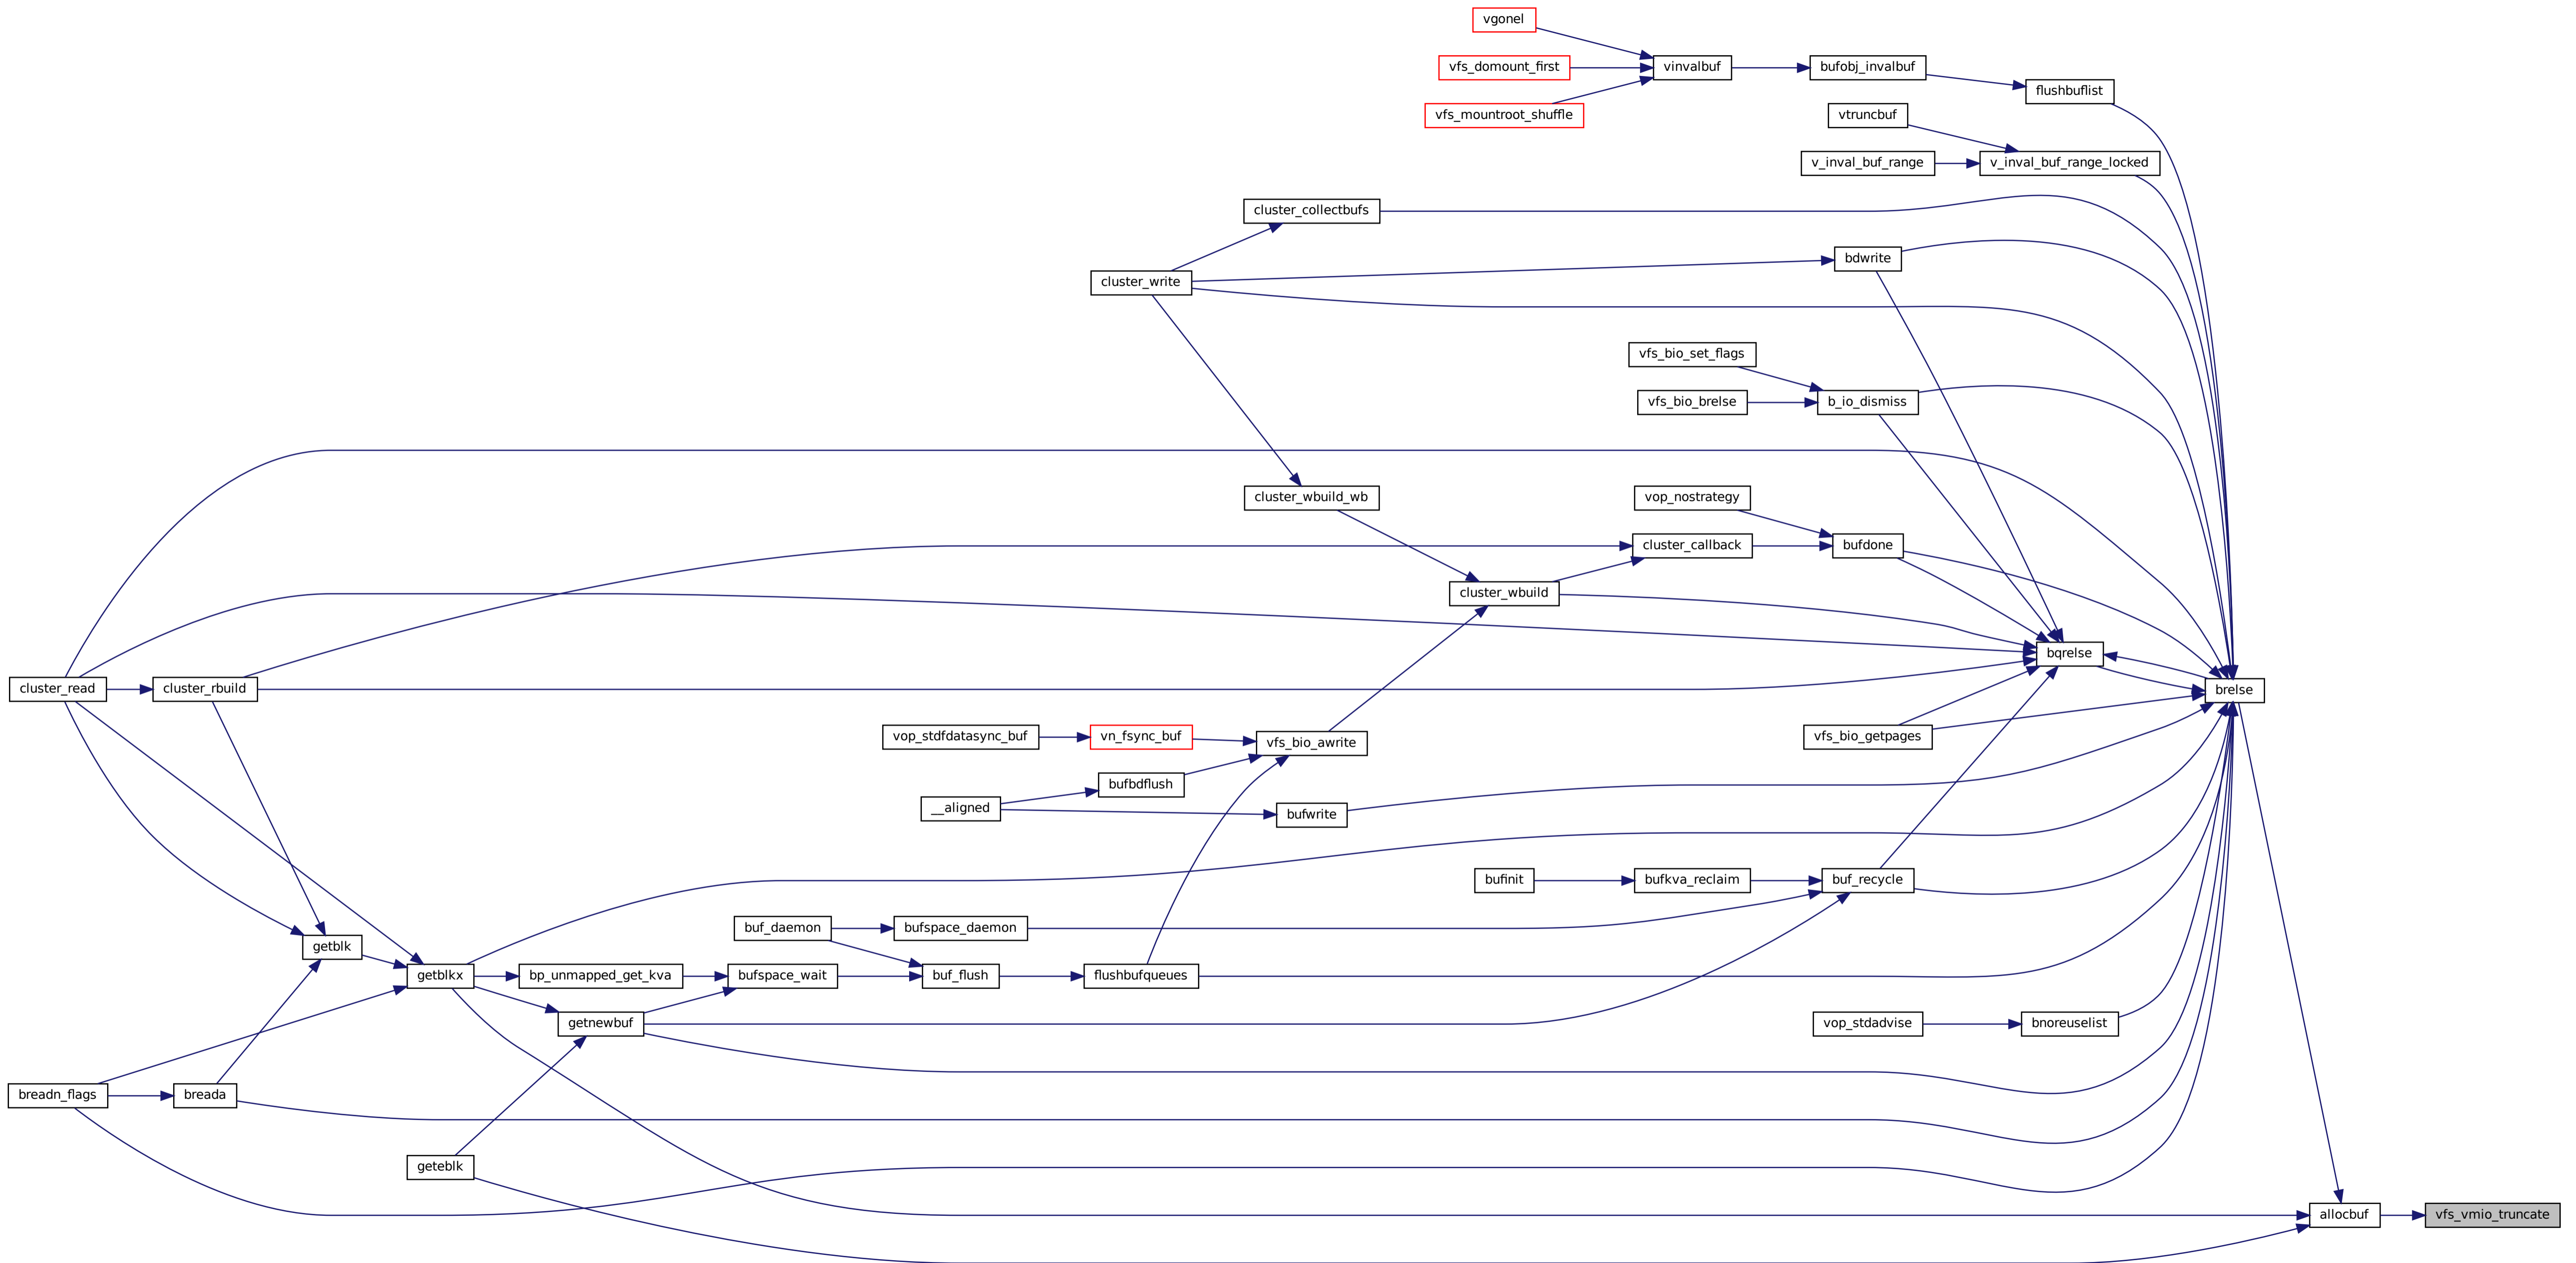 vgonel
vfs_domount_first
vinvalbuf
bufobj_invalbuf
flushbuflist
vfs_mountroot_shuffle
vtruncbuf
v_inval_buf_range
v_inval_buf_range_locked
cluster_collectbufs
bdwrite
cluster_write
vfs_bio_set_flags
vfs_bio_brelse
b_io_dismiss
cluster_wbuild_wb
vop_nostrategy
cluster_callback
bufdone
cluster_wbuild
bqrelse
cluster_read
cluster_rbuild
brelse
vop_stdfdatasync_buf
vn_fsync_buf
vfs_bio_awrite
vfs_bio_getpages
bufbdflush
__aligned
bufwrite
bufinit
bufkva_reclaim
buf_recycle
buf_daemon
bufspace_daemon
getblk
getblkx
bp_unmapped_get_kva
bufspace_wait
buf_flush
flushbufqueues
getnewbuf
vop_stdadvise
bnoreuselist
breadn_flags
breada
geteblk
allocbuf
vfs_vmio_truncate